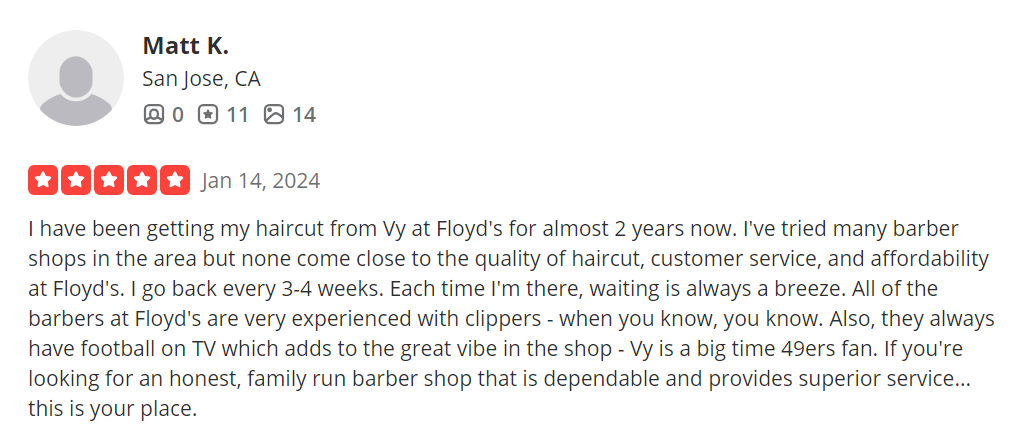 Matt K.
San Jose, CA
0 11 14
Jan 14, 2024
I have been getting my haircut from Vy at Floyd's for almost 2 years now. I've tried many barber
shops in the area but none come close to the quality of haircut, customer service, and affordability
at Floyd's. I go back every 3-4 weeks. Each time I'm there, waiting is always a breeze. All of the
barbers at Floyd's are very experienced with clippers - when you know, you know. Also, they always
have football on TV which adds to the great vibe in the shop - Vy is a big time 49ers fan. If you're
looking for an honest, family run barber shop that is dependable and provides superior service...
this is your place.